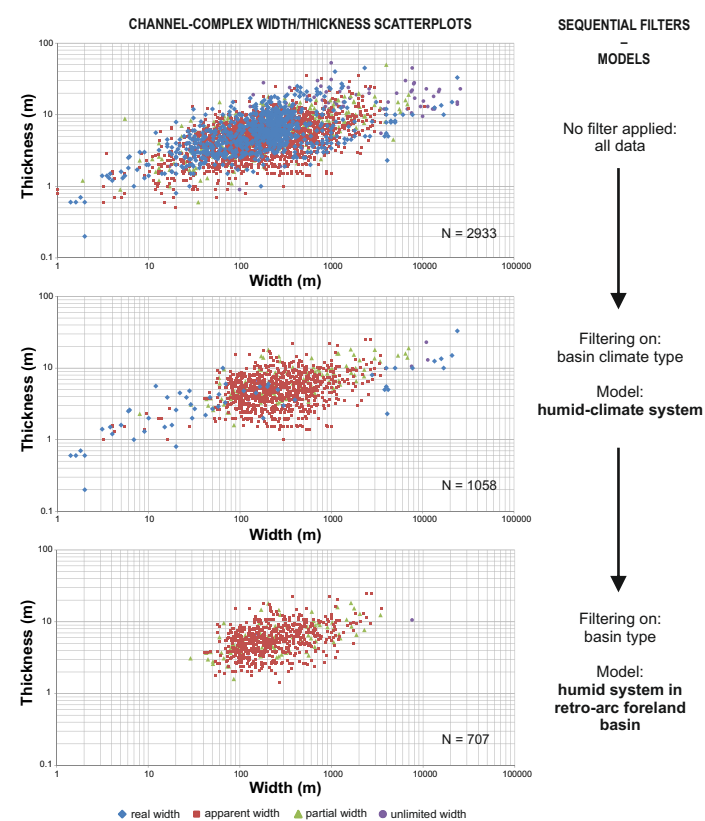 CHANNEL-COMPLEX WIDTH/THICKNESS SCATTERPLOTS
SEQUENTIAL FILTERS
–
MODELS
Thickness (m)
100
10
1
0.1
1
10
100
1000
10000
100000
Width (m)
N = 2933
No filter applied:
all data
Thickness (m)
100
10
1
0.1
1
10
100
1000
10000
100000
Width (m)
N = 1058
Filtering on:
basin climate type
Model:
humid-climate system
Thickness (m)
100
10
1
0.1
1
10
100
1000
10000
100000
Width (m)
N = 707
Filtering on:
basin type
Model:
humid system in
retro-arc foreland
basin
real width
apparent width
partial width
unlimited width